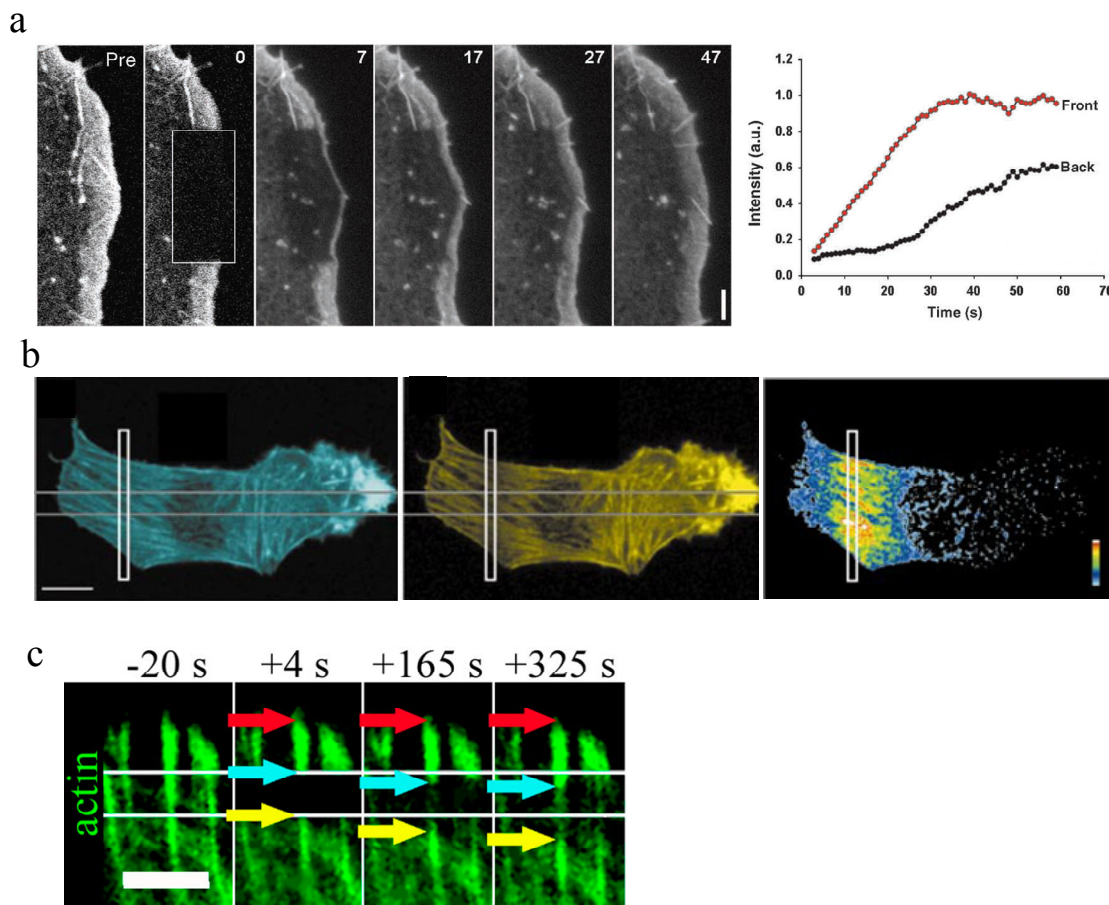 a
Pre 0 7 17 27 47
1.2
1.0
0.8
0.6
0.4
0.2
0.0
Intensity (a.u.)
Front
Back
0 10 20 30 40 50 60 70
Time (s)
b
c
-20 s +4 s +165 s +325 s
actin